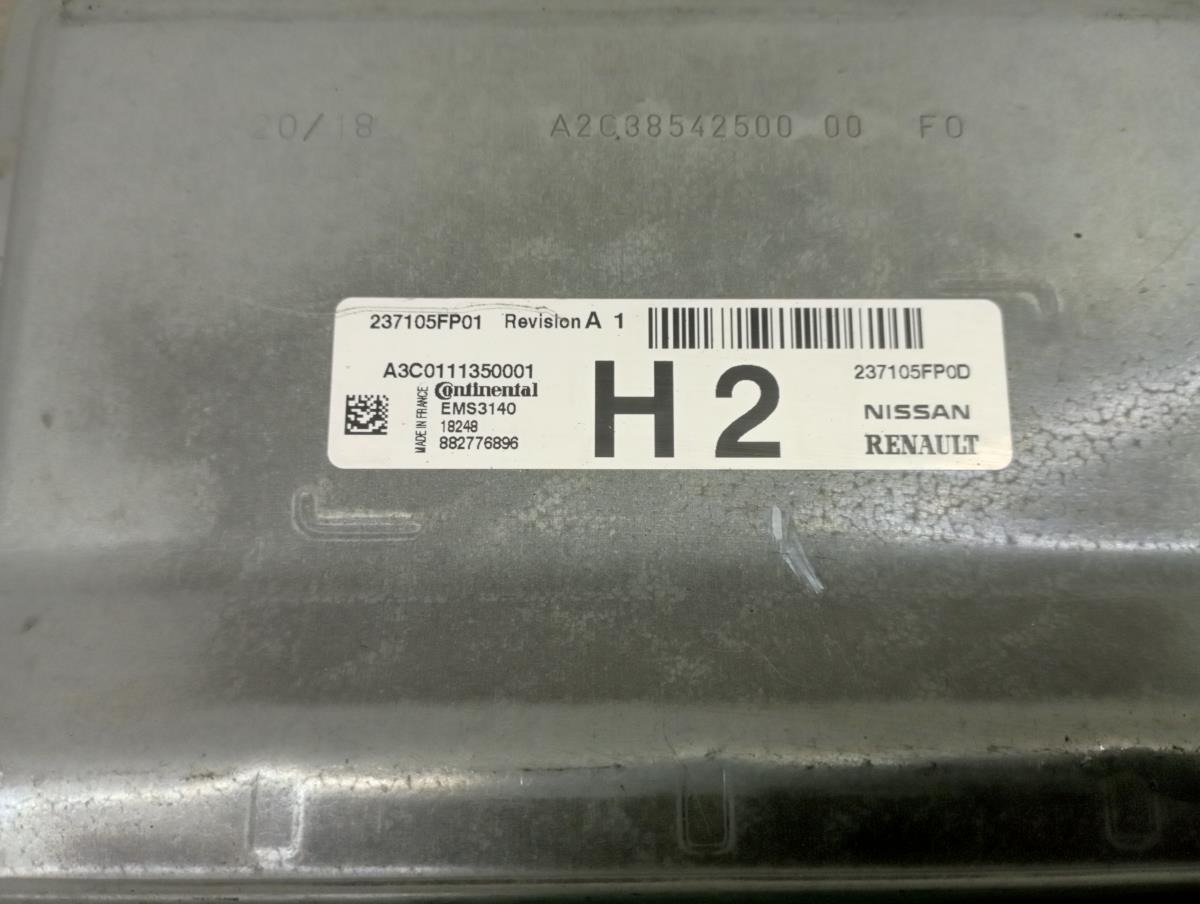 20/18 A2C38542500 00 F0
237105FP01 Revision A 1
A3C0111350001
237105FP0D
Continental
EMS3140
18248
882776896
MADE IN FRANCE
H2
NISSAN
RENAULT